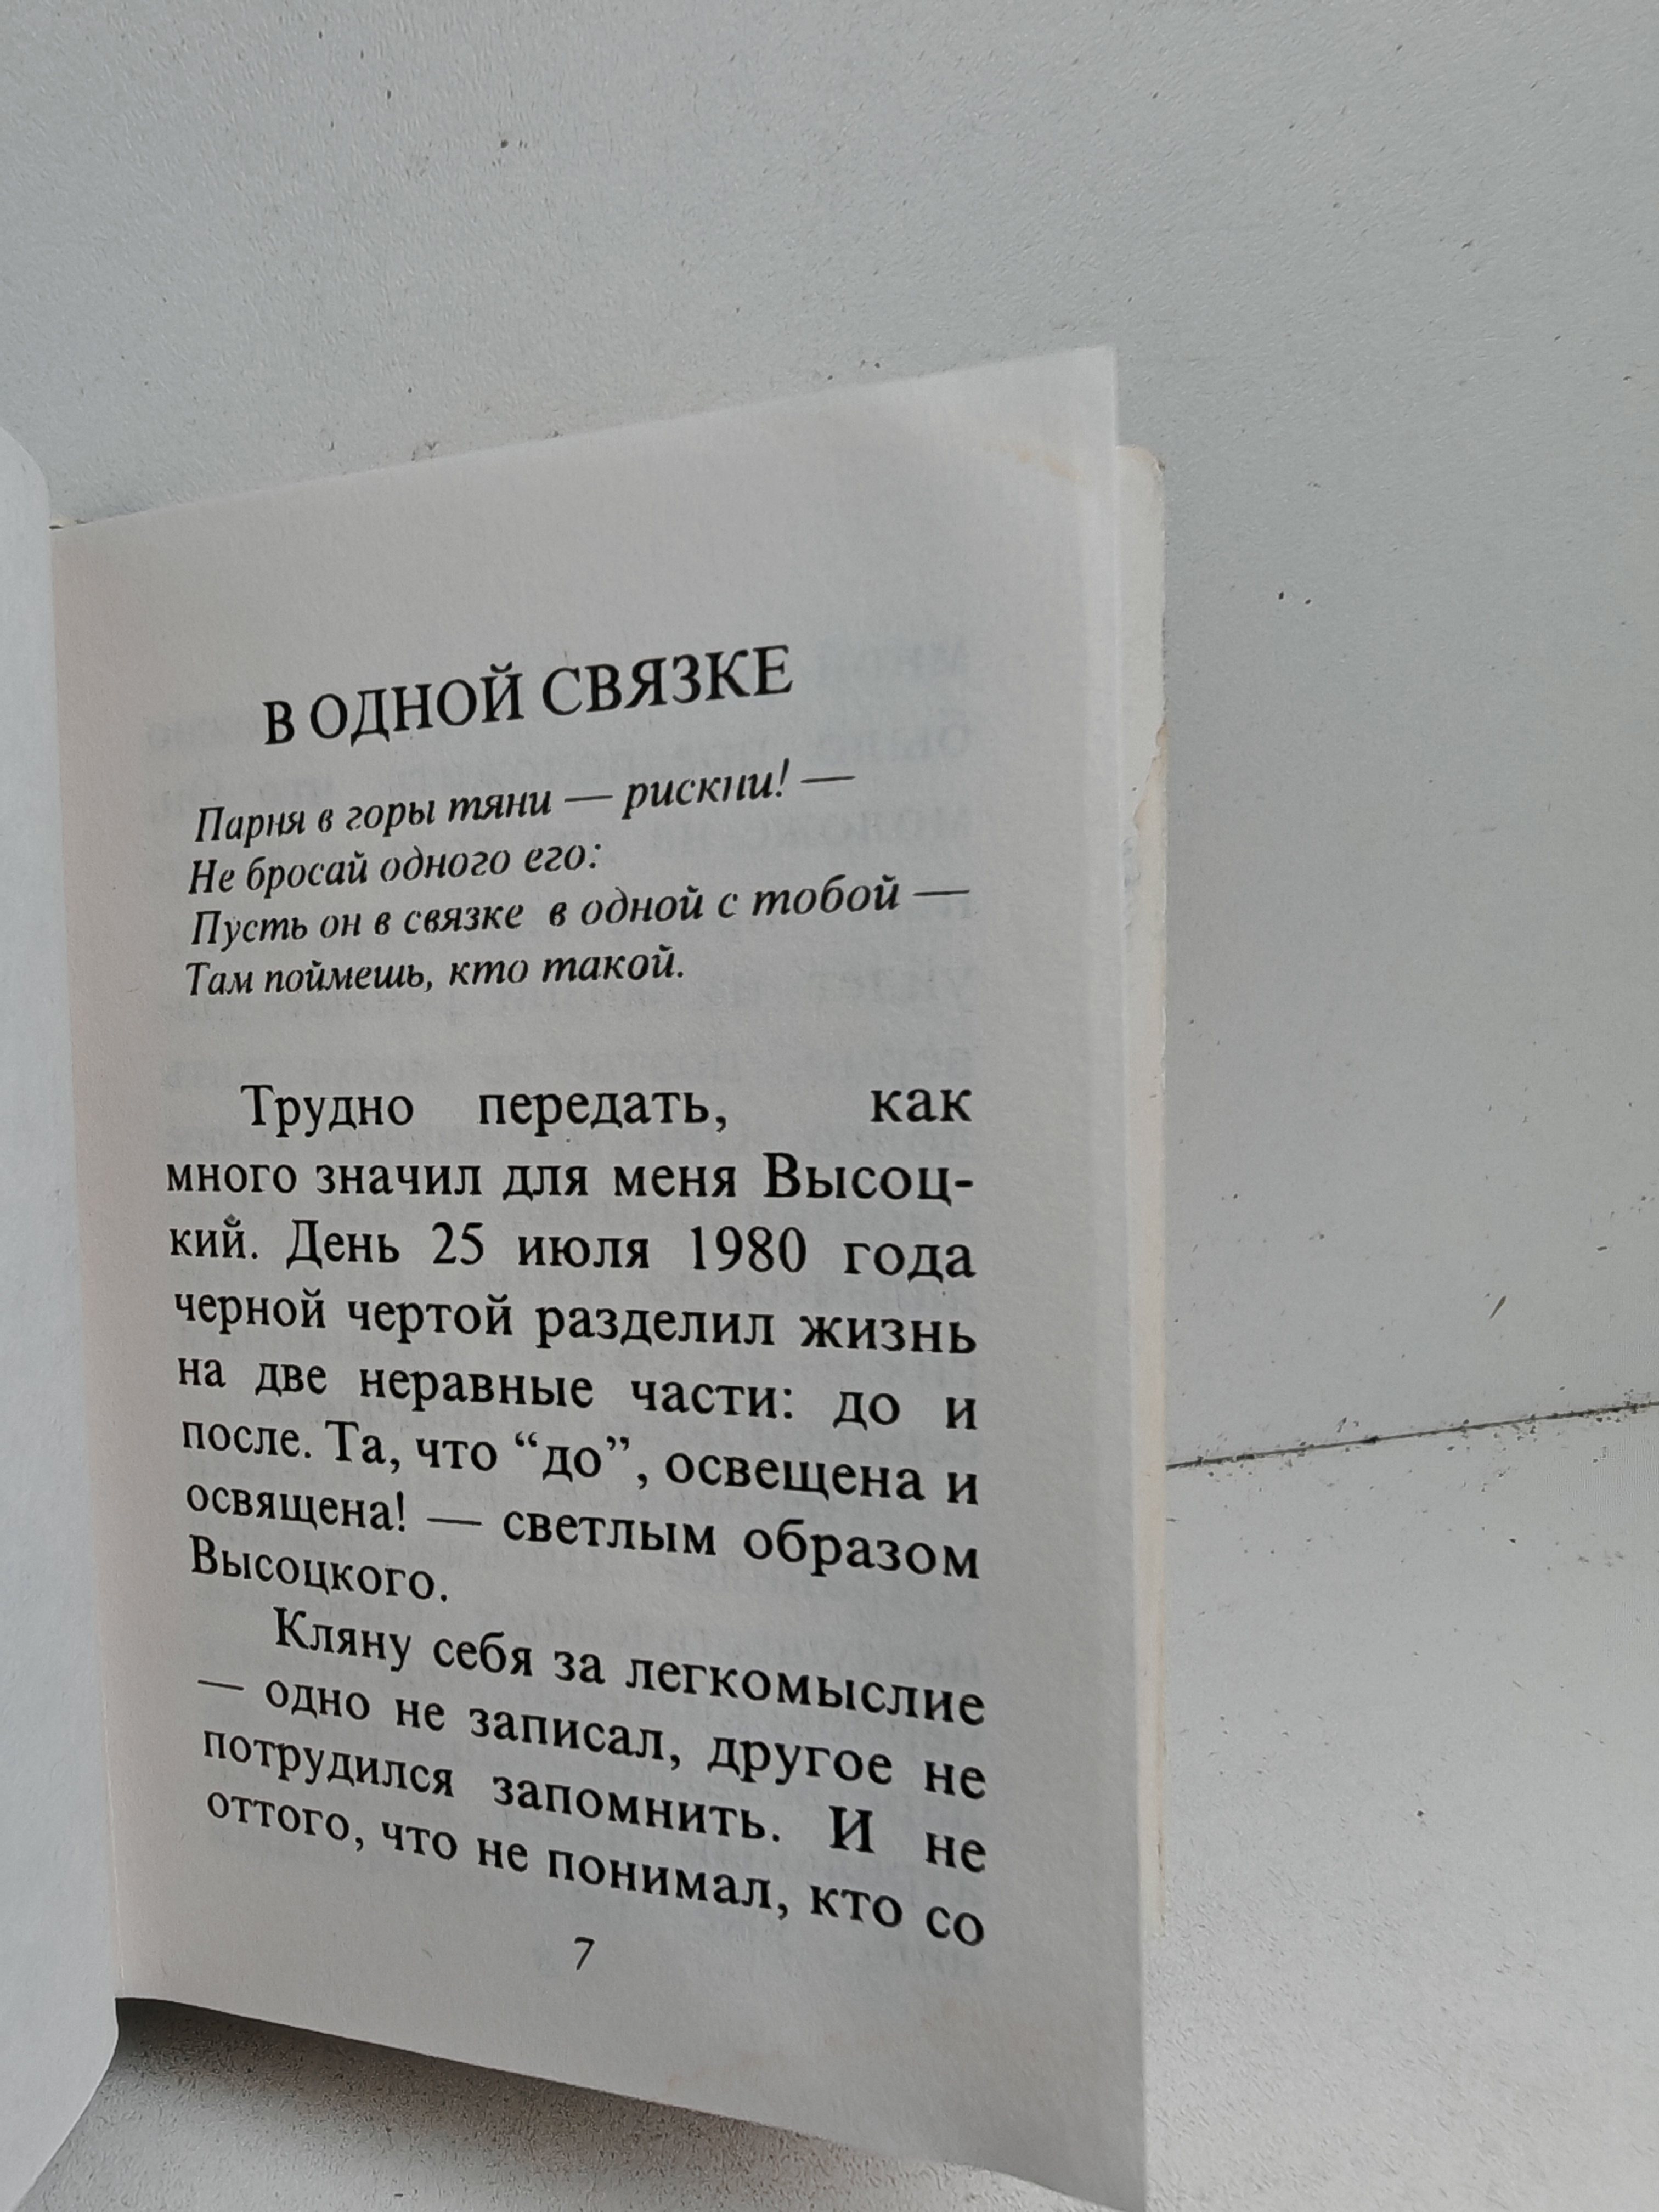 В ОДНОЙ СВЯЗКЕ
Парня в горы тяни — рискни! —
Не бросай одного его:
Пусть он в связке в одной с тобой —
Там поймешь, кто такой.
Трудно передать, как
много значил для меня Высоц-
кий. День 25 июля 1980 года
черной чертой разделил жизнь
на две неравные части: до и
после. Та, что “до”, освещена и
освящена! — светлым образом
Высоцкого.
Кляну себя за легкомыслие
— одно не записал, другое не
потрудился запомнить. И не
оттого, что не понимал, кто со
7